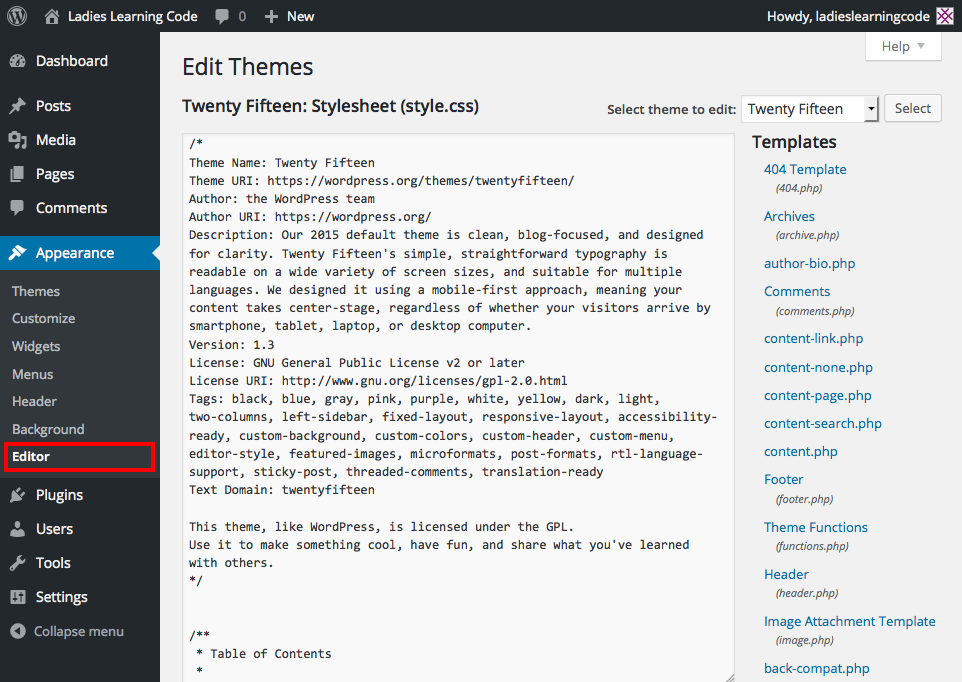 Ladies Learning Code 0 New Howdy, ladieslearningcode
Help
Dashboard
Posts
Media
Pages
Comments
Appearance
Themes
Customize
Widgets
Menus
Header
Background
Editor
Plugins
Users
Tools
Settings
Collapse menu
Edit Themes
Twenty Fifteen: Stylesheet (style.css)
Select theme to edit: Twenty Fifteen Select
/*
Theme Name: Twenty Fifteen
Theme URI: https://wordpress.org/themes/twentyfifteen/
Author: the WordPress team
Author URI: https://wordpress.org/
Description: Our 2015 default theme is clean, blog-focused, and designed
for clarity. Twenty Fifteen's simple, straightforward typography is
readable on a wide variety of screen sizes, and suitable for multiple
languages. We designed it using a mobile-first approach, meaning your
content takes center-stage, regardless of whether your visitors arrive by
smartphone, tablet, laptop, or desktop computer.
Version: 1.3
License: GNU General Public License v2 or later
License URI: http://www.gnu.org/licenses/gpl-2.0.html
Tags: black, blue, gray, pink, purple, white, yellow, dark, light,
two-columns, left-sidebar, fixed-layout, responsive-layout, accessibility-
ready, custom-background, custom-colors, custom-header, custom-menu,
editor-style, featured-images, microformats, post-formats, rtl-language-
support, sticky-post, threaded-comments, translation-ready
Text Domain: twentyfifteen
This theme, like WordPress, is licensed under the GPL.
Use it to make something cool, have fun, and share what you've learned
with others.
*/
/**
* Table of Contents
*
Templates
404 Template
(404.php)
Archives
(archive.php)
author-bio.php
Comments
(comments.php)
content-link.php
content-none.php
content-page.php
content-search.php
content.php
Footer
(footer.php)
Theme Functions
(functions.php)
Header
(header.php)
Image Attachment Template
(image.php)
back-compat.php